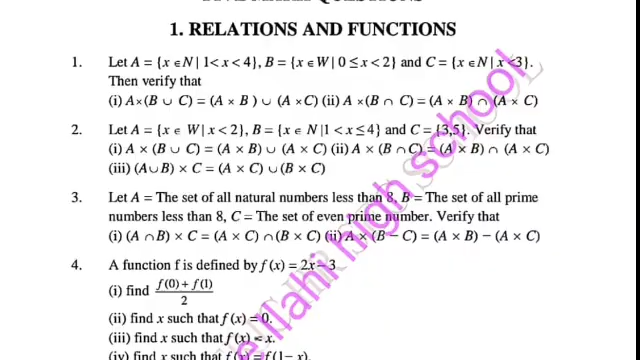 1. RELATIONS AND FUNCTIONS
1. Let A = {x ∊N | 1< x < 4}, B = {x ∊W | 0 ≤ x < 2} and C = {x ∊N | x <3}.
Then verify that
(i) A×(B ∪ C) = (A × B ) ∪ (A ×C) (ii) A ×(B ∩ C) = (A × B) ∩ (A × C)
2. Let A = {x ∊ W | x < 2}, B = {x ∊ N |1 < x ≤ 4} and C = {3,5}. Verify that
(i) A × (B ∪ C) = (A × B) ∪ (A × C) (ii) A × (B ∩ C) = (A × B) ∩ (A × C)
(iii) (A∪B) × C = (A × C) ∪ (B × C)
3. Let A = The set of all natural numbers less than 8, B = The set of all prime
numbers less than 8, C = The set of even prime number. Verify that
(i) (A ∩ B) × C = (A × C) ∩ (B × C) (ii) A × (B − C) = (A × B) − (A × C)
4. A function f is defined by f (x) = 2x − 3
(i) find f (0) + f (1) / 2
(ii) find x such that f (x) = 0.
(iii) find x such that f (x) = x.
(iv) find x such that f (x) = f (1− x).
ellahi high school